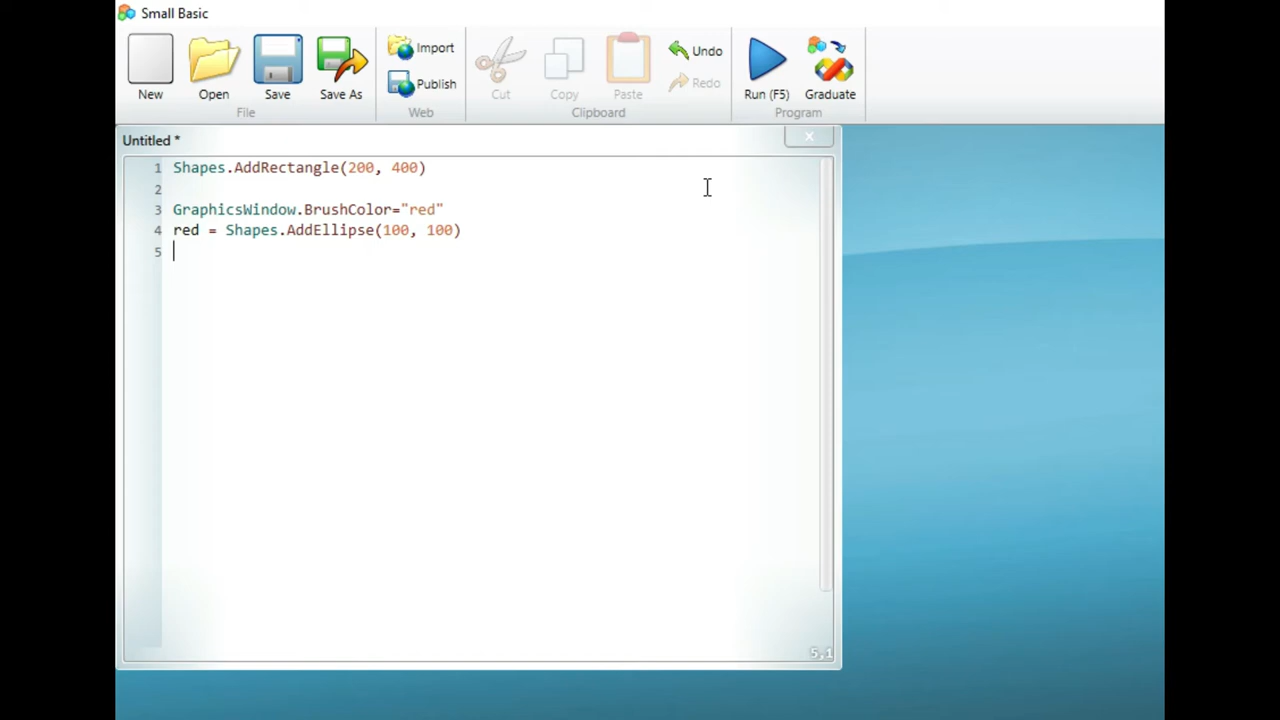 Small Basic
New
Open
Save
Save As
File
Import
Publish
Web
Cut
Copy
Paste
Clipboard
Undo
Redo
Run (F5)
Graduate
Program
Untitled *
1 Shapes.AddRectangle(200, 400)
2
3 GraphicsWindow.BrushColor="red"
4 red = Shapes.AddEllipse(100, 100)
5
5,1